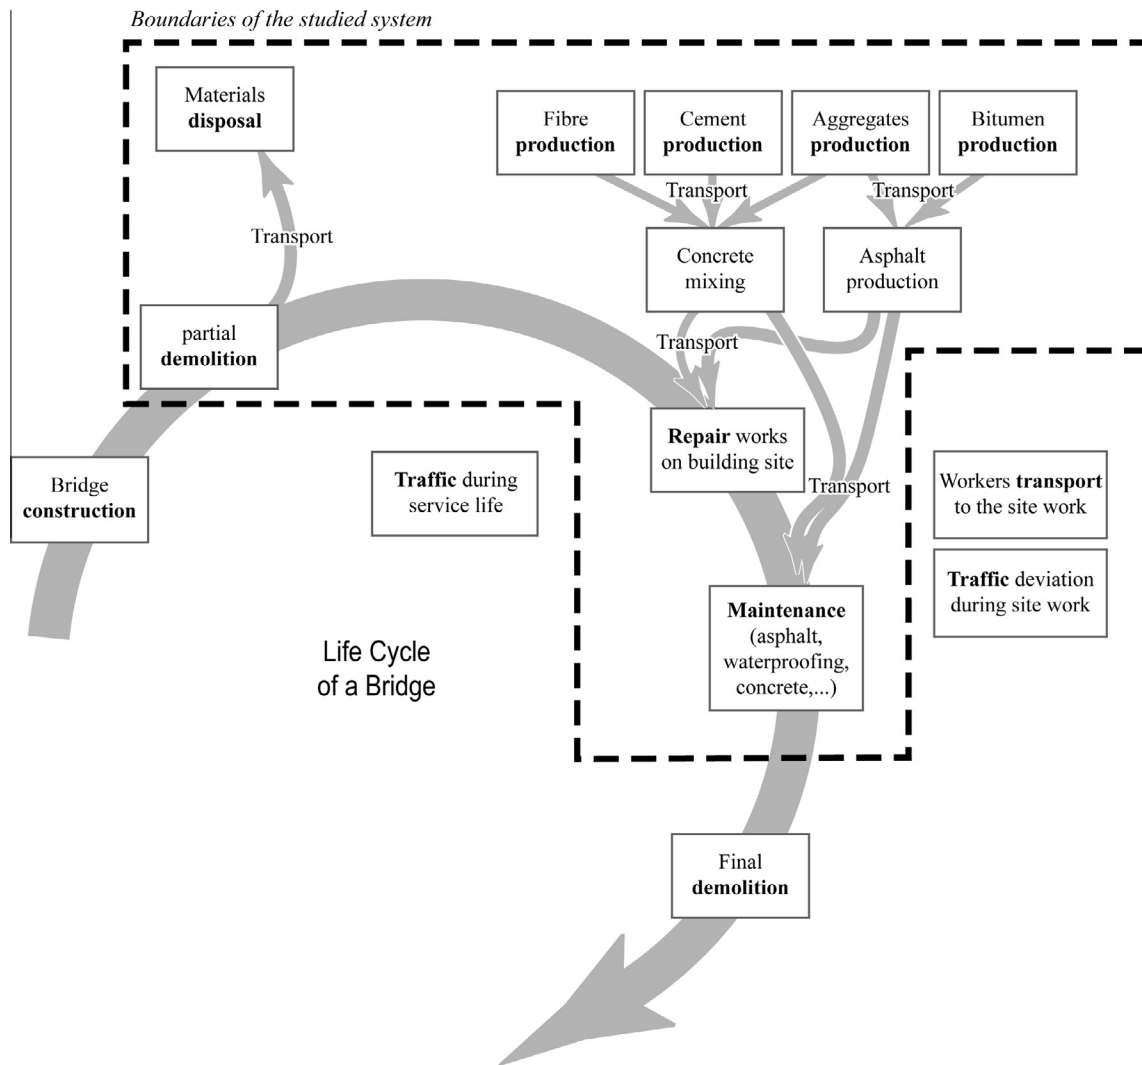 Boundaries of the studied system
Materials
disposal
Fibre
production
Cement
production
Aggregates
production
Bitumen
production
Transport
Transport
Transport
Concrete
mixing
Asphalt
production
partial
demolition
Transport
Repair works
on building site
Bridge
construction
Traffic during
service life
Transport
Workers transport
to the site work
Traffic deviation
during site work
Maintenance
(asphalt,
waterproofing,
concrete,...)
Life Cycle
of a Bridge
Final
demolition